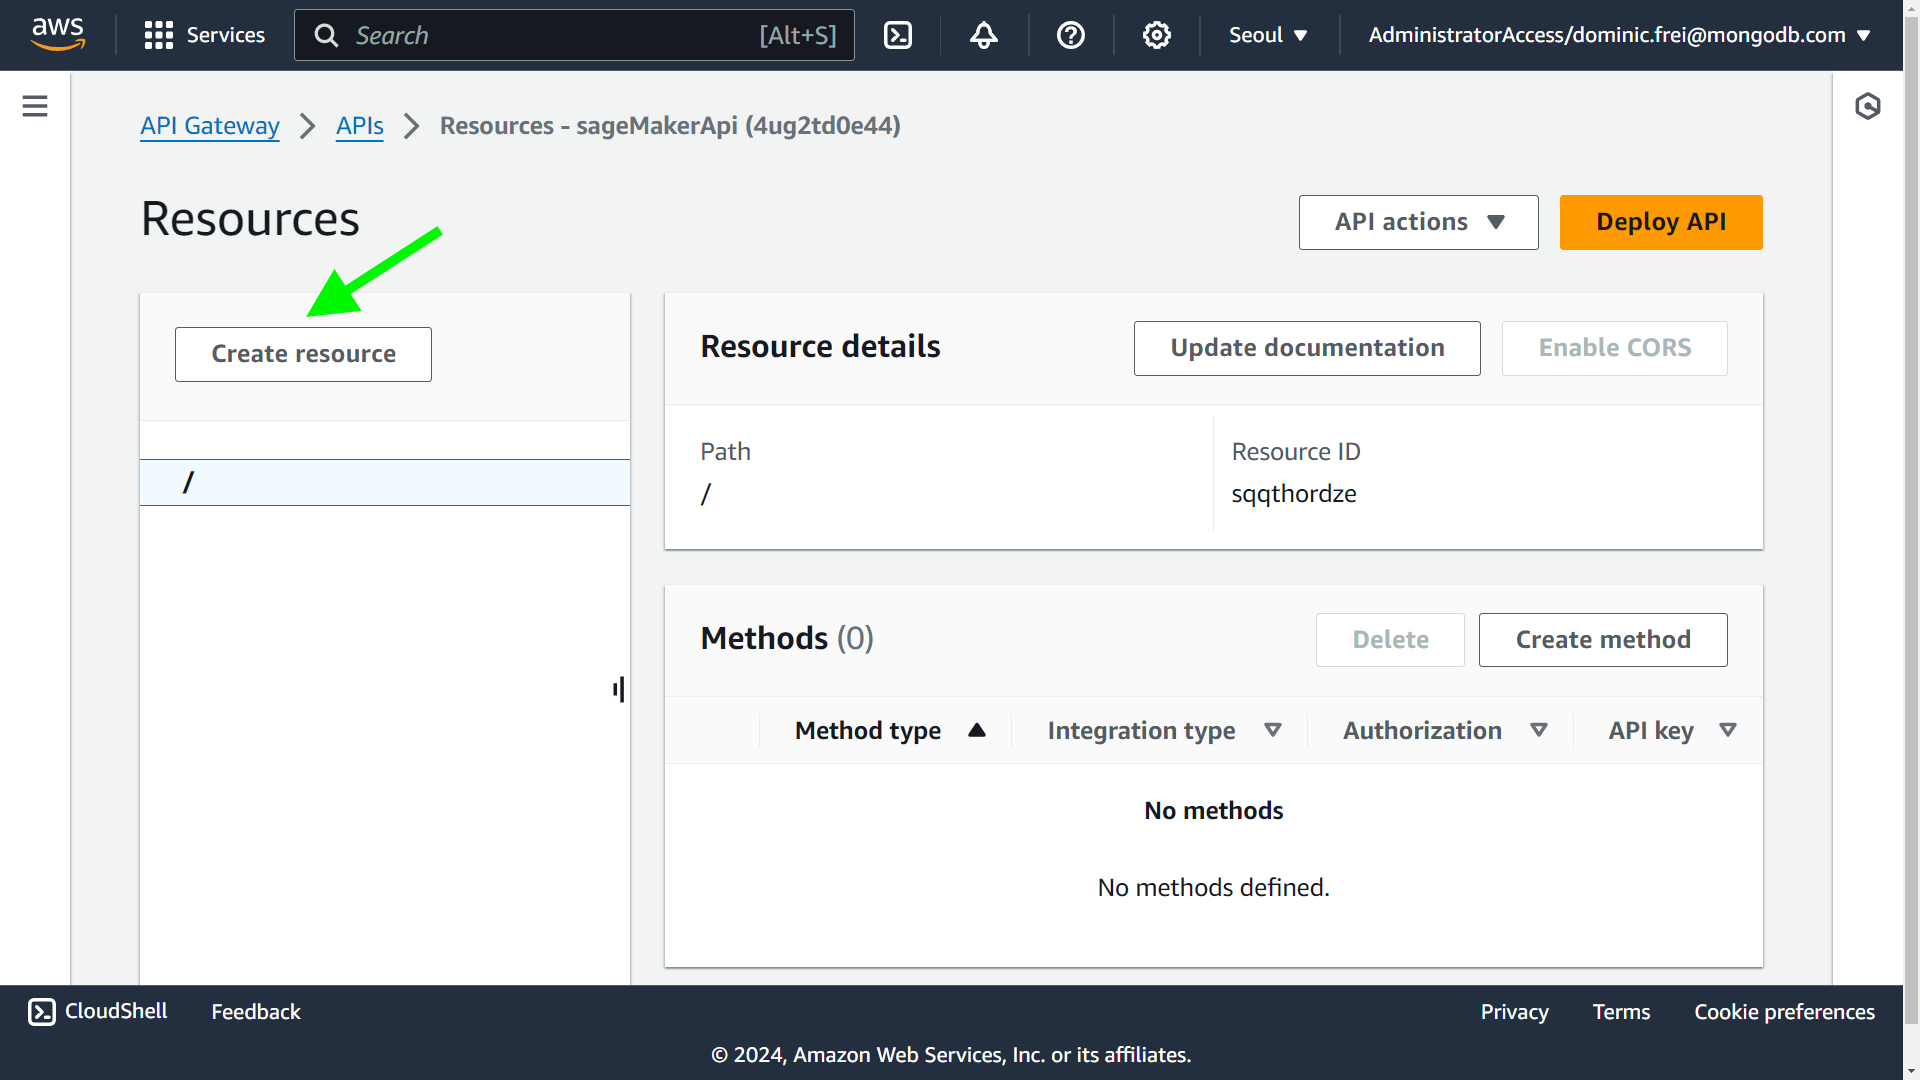 aws Services Search [Alt+S] Seoul AdministratorAccess/dominic.frei@mongodb.com
API Gateway APIs Resources - sageMakerApi (4ug2td0e44)
Resources
API actions Deploy API
Create resource
/
Resource details Update documentation Enable CORS
Path Resource ID
/ sqqthordze
Methods (0) Delete Create method
Method type Integration type Authorization API key
No methods
No methods defined.
CloudShell Feedback Privacy Terms Cookie preferences
© 2024, Amazon Web Services, Inc. or its affiliates.